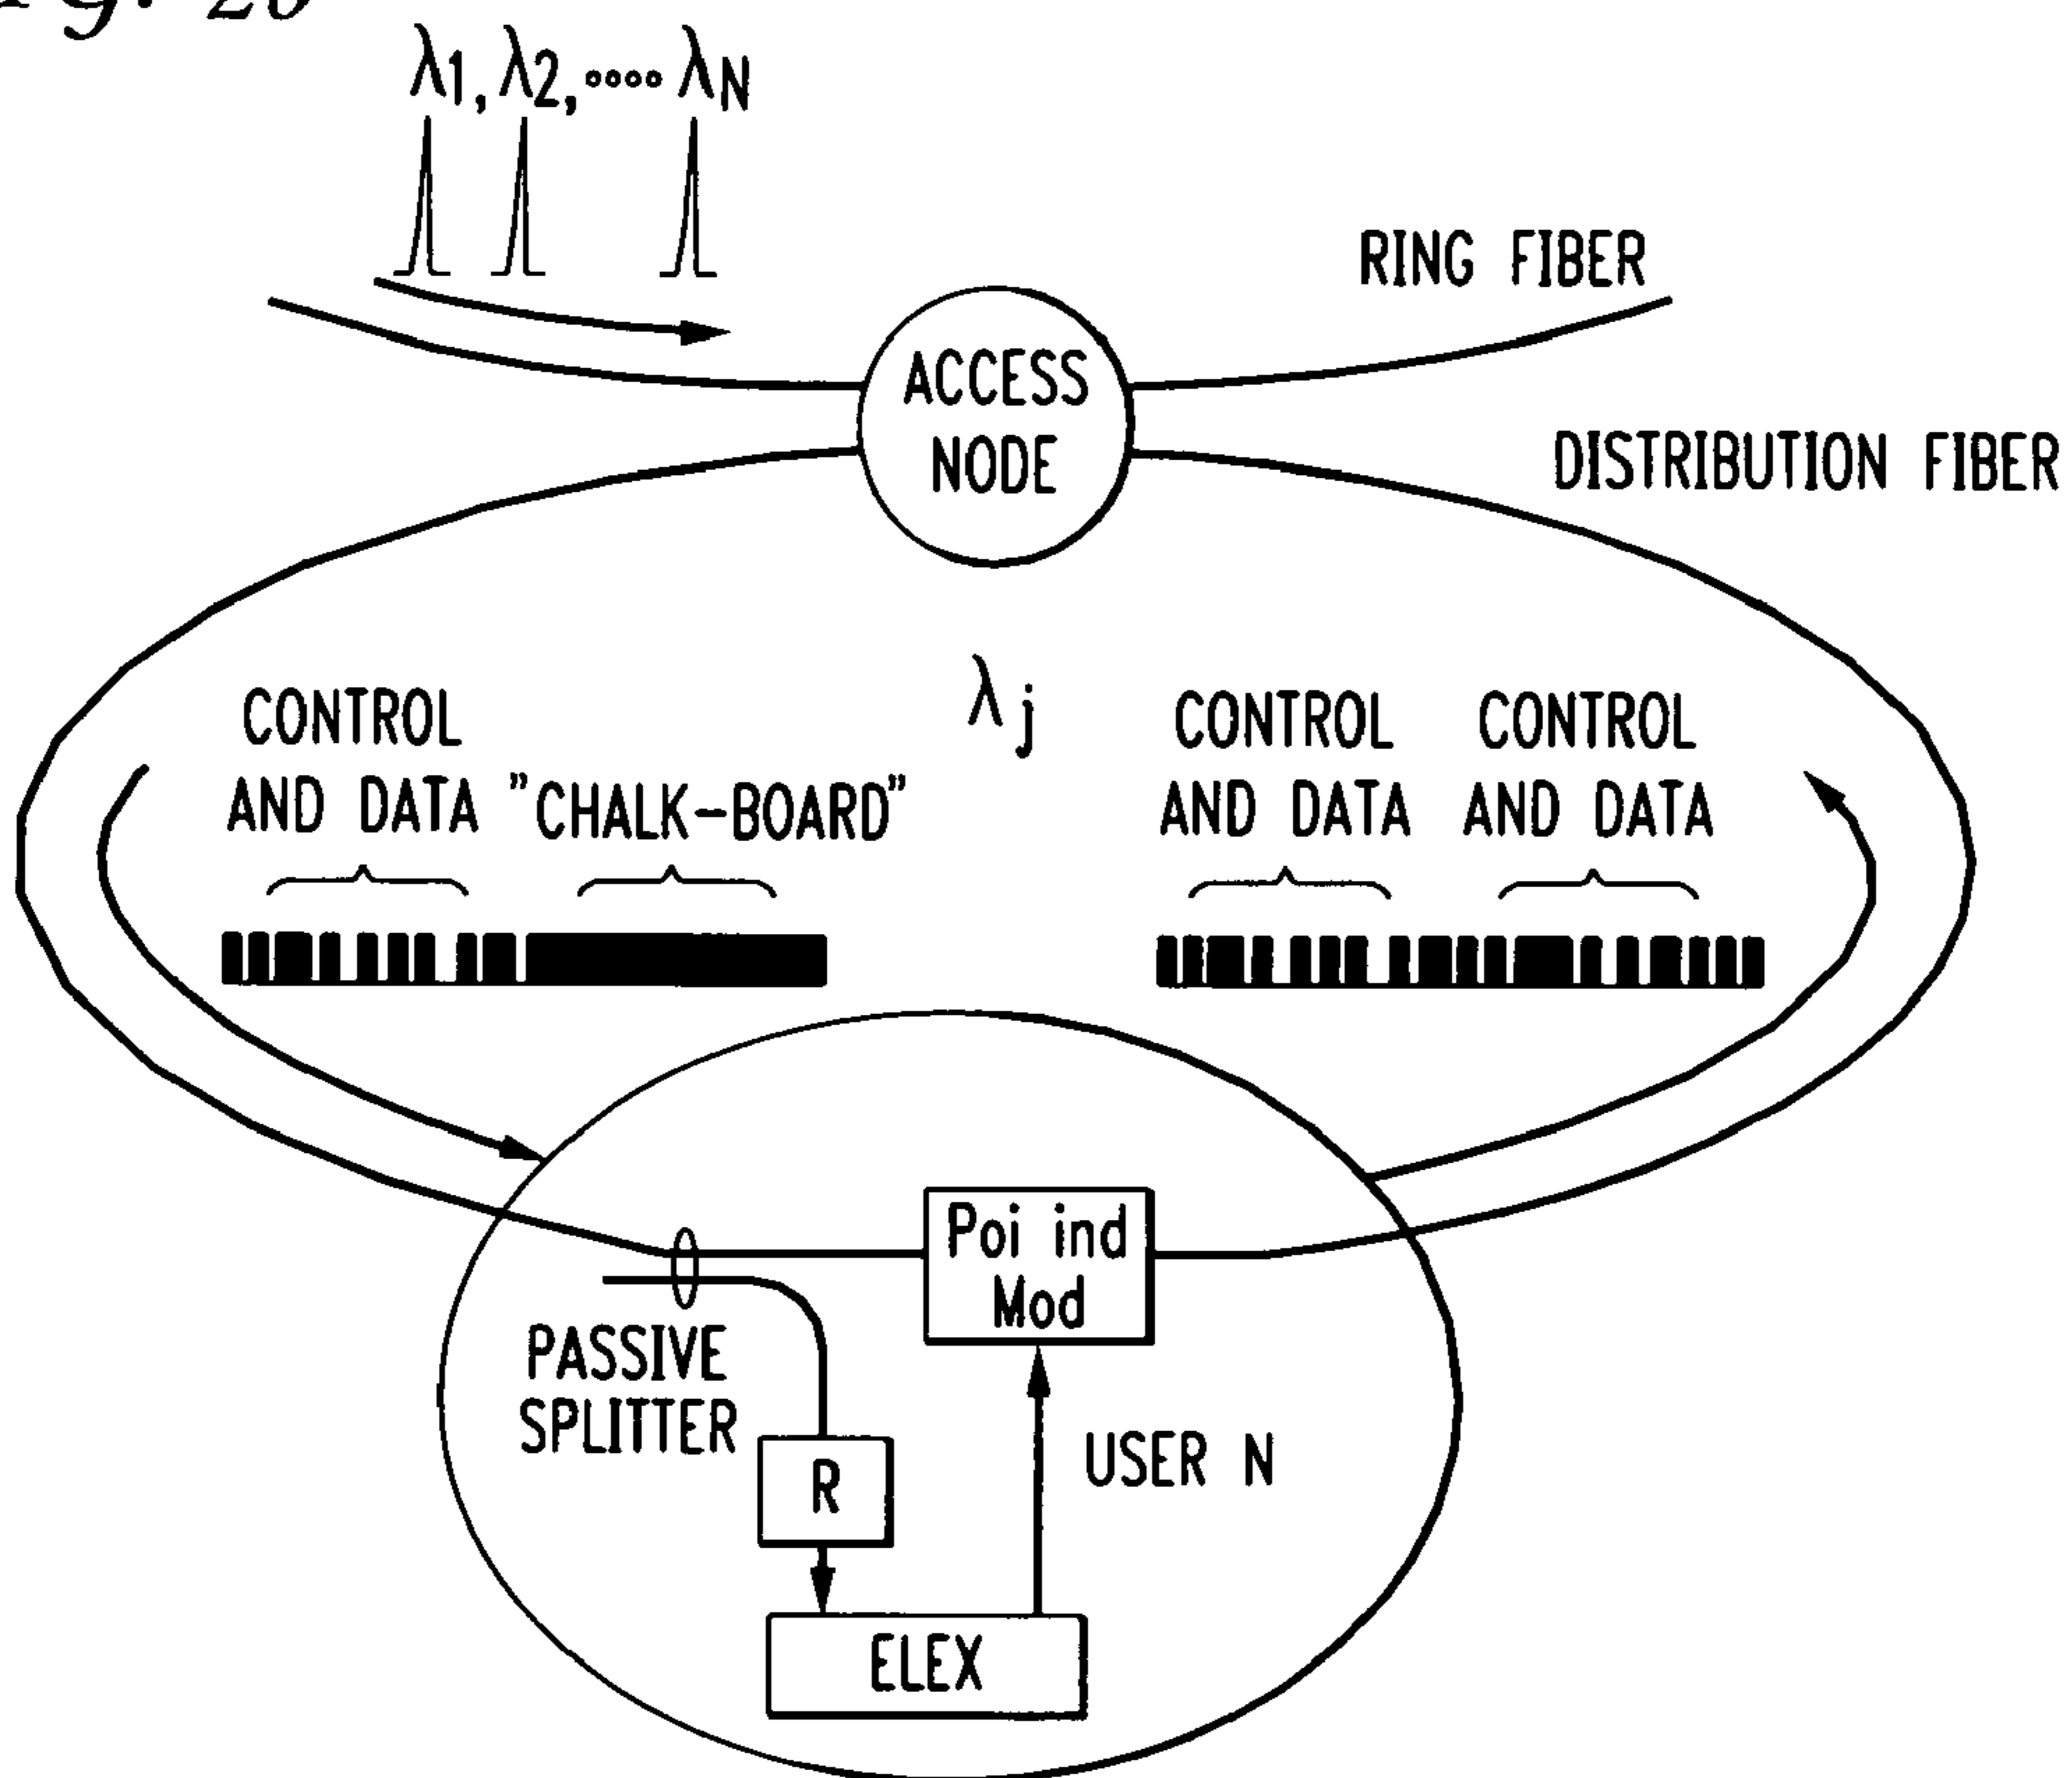 λ1, λ2,∘∘∘∘ λN
RING FIBER
ACCESS
NODE
DISTRIBUTION FIBER
λj
CONTROL
AND DATA
"CHALK-BOARD"
CONTROL
AND DATA
CONTROL
AND DATA
Poi ind
Mod
PASSIVE
SPLITTER
R
USER N
ELEX